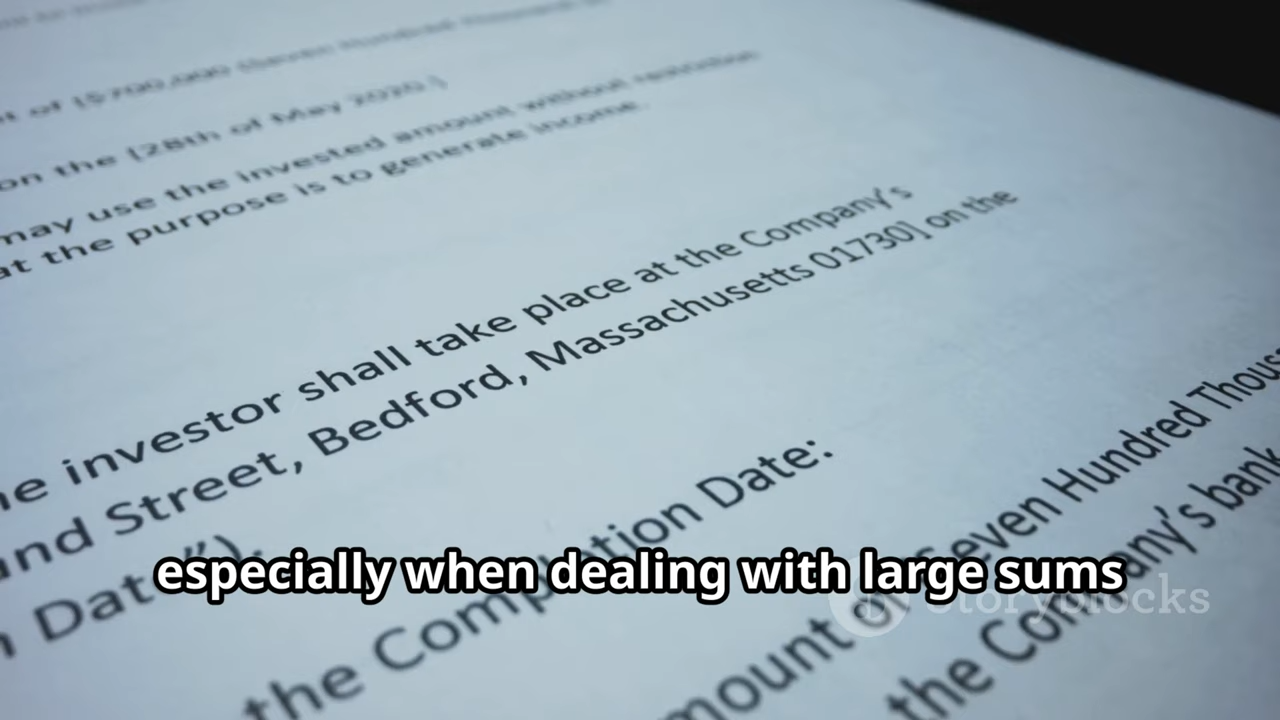 t of ($700,000 (Seven Hundred Thousand
on the [28th of May 2020.]
may use the invested amount without restriction
at the purpose is to generate income.
he investor shall take place at the Company's
and Street, Bedford, Massachusetts 01730] on the
n Date").
the Completion Date:
mount of Seven Hundred Thous
the Company's bank
especially when dealing with large sums
storyblocks